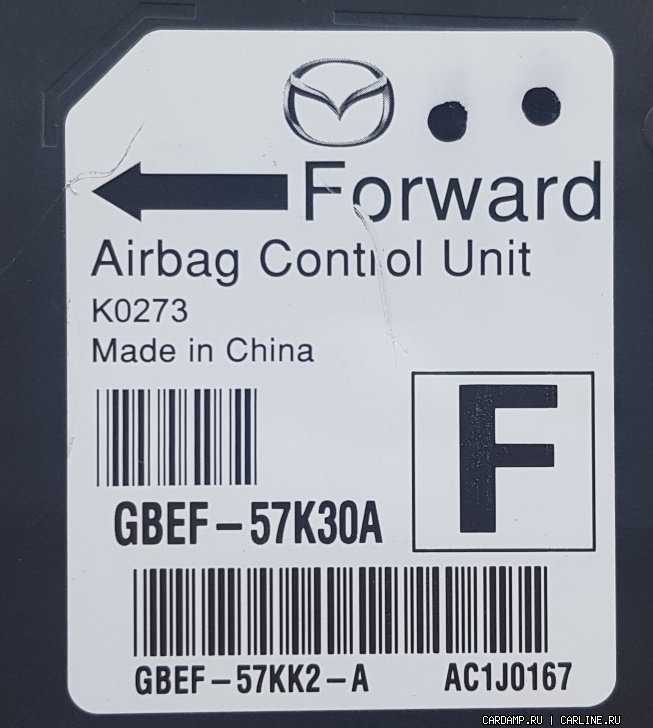 Forward
Airbag Control Unit
K0273
Made in China
F
GBEF-57K30A
GBEF-57KK2-A AC1J0167
CARDAMP.RU | CARLINE.RU